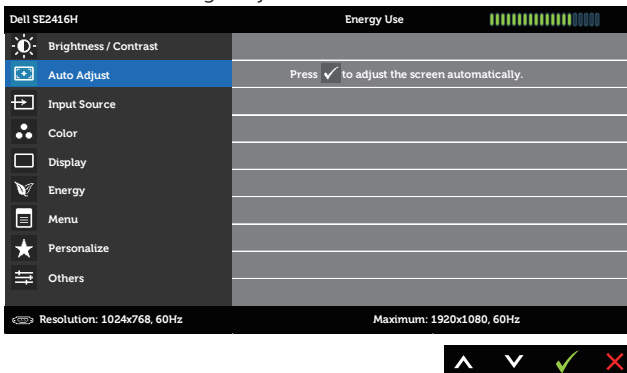 Dell SE2416H Energy Use
Brightness / Contrast
Auto Adjust Press ✓ to adjust the screen automatically.
Input Source
Color
Display
Energy
Menu
Personalize
Others
Resolution: 1024x768, 60Hz Maximum: 1920x1080, 60Hz